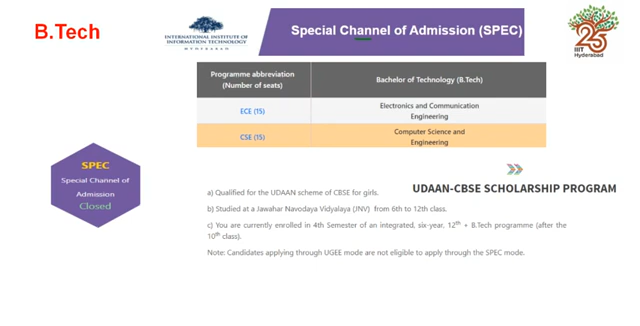 B.Tech
INTERNATIONAL INSTITUTE OF
INFORMATION TECHNOLOGY
HYDERABAD
Special Channel of Admission (SPEC)
25
IIIT
Hyderabad
Programme abbreviation
(Number of seats)
Bachelor of Technology (B.Tech)
ECE (15)
Electronics and Communication
Engineering
CSE (15)
Computer Science and
Engineering
SPEC
Special Channel of
Admission
Closed
UDAAN-CBSE SCHOLARSHIP PROGRAM
a) Qualified for the UDAAN scheme of CBSE for girls.
b) Studied at a Jawahar Navodaya Vidyalaya (JNV) from 6th to 12th class.
c) You are currently enrolled in 4th Semester of an integrated, six-year, 12th + B.Tech programme (after the
10th class).
Note: Candidates applying through UGEE mode are not eligible to apply through the SPEC mode.